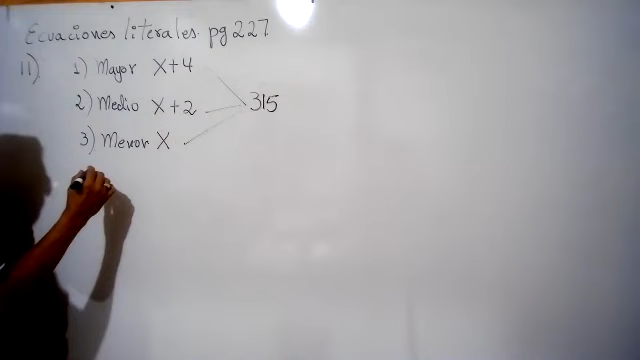 Ecuaciones literales. pg 227
11) 1) Mayor X+4
2) Medio X+2 315
3) Menor X